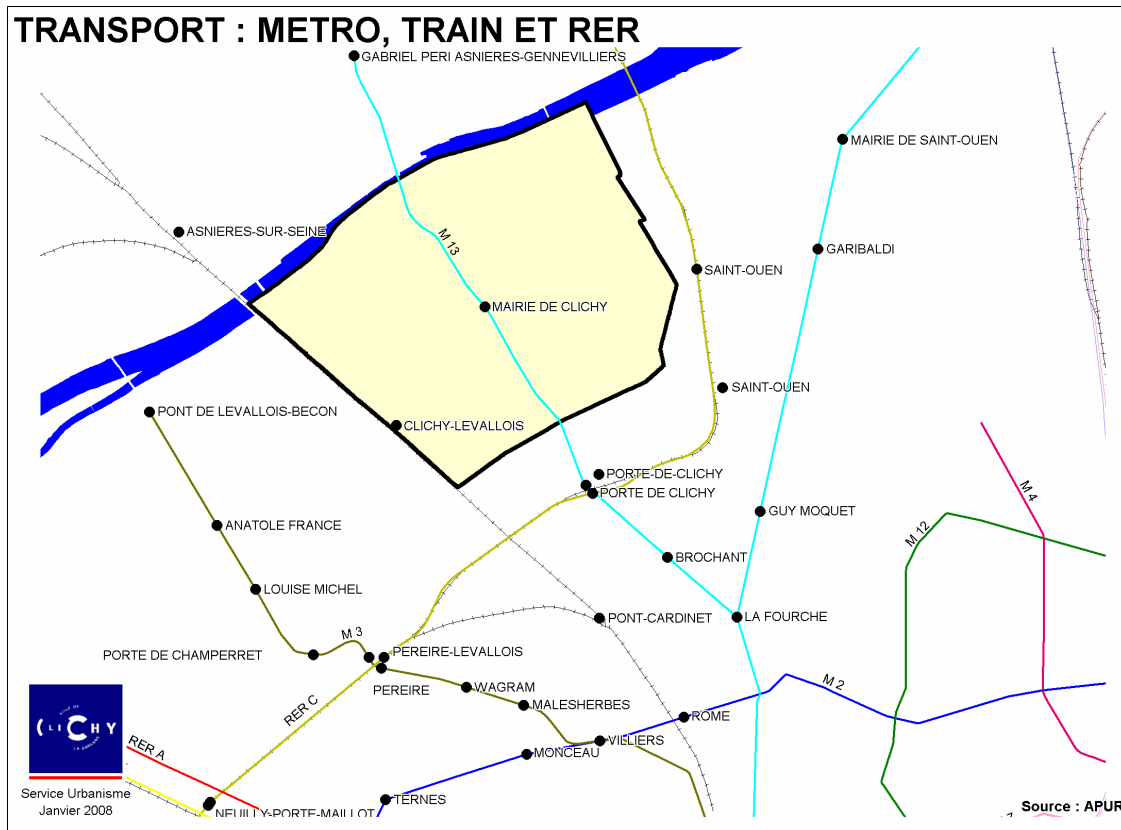 TRANSPORT : METRO, TRAIN ET RER
GABRIEL PERI ASNIERES-GENNEVILLIERS
MAIRIE DE SAINT-OUEN
ASNIERES-SUR-SEINE
M 13
GARIBALDI
SAINT-OUEN
MAIRIE DE CLICHY
SAINT-OUEN
PONT DE LEVALLOIS-BECON
CLICHY-LEVALLOIS
PORTE-DE-CLICHY
PORTE DE CLICHY
M 4
GUY MOQUET
ANATOLE FRANCE
M 12
BROCHANT
LOUISE MICHEL
PONT-CARDINET
LA FOURCHE
M 3
PORTE DE CHAMPERRET
PEREIRE-LEVALLOIS
PEREIRE
WAGRAM
M 2
MALESHERBES
RER C
ROME
VILLE DE
CLICHY
LA GARENNE
VILLIERS
MONCEAU
RER A
Service Urbanisme
Janvier 2008
TERNES
NEUILLY-PORTE-MAILLOT
Source : APUR